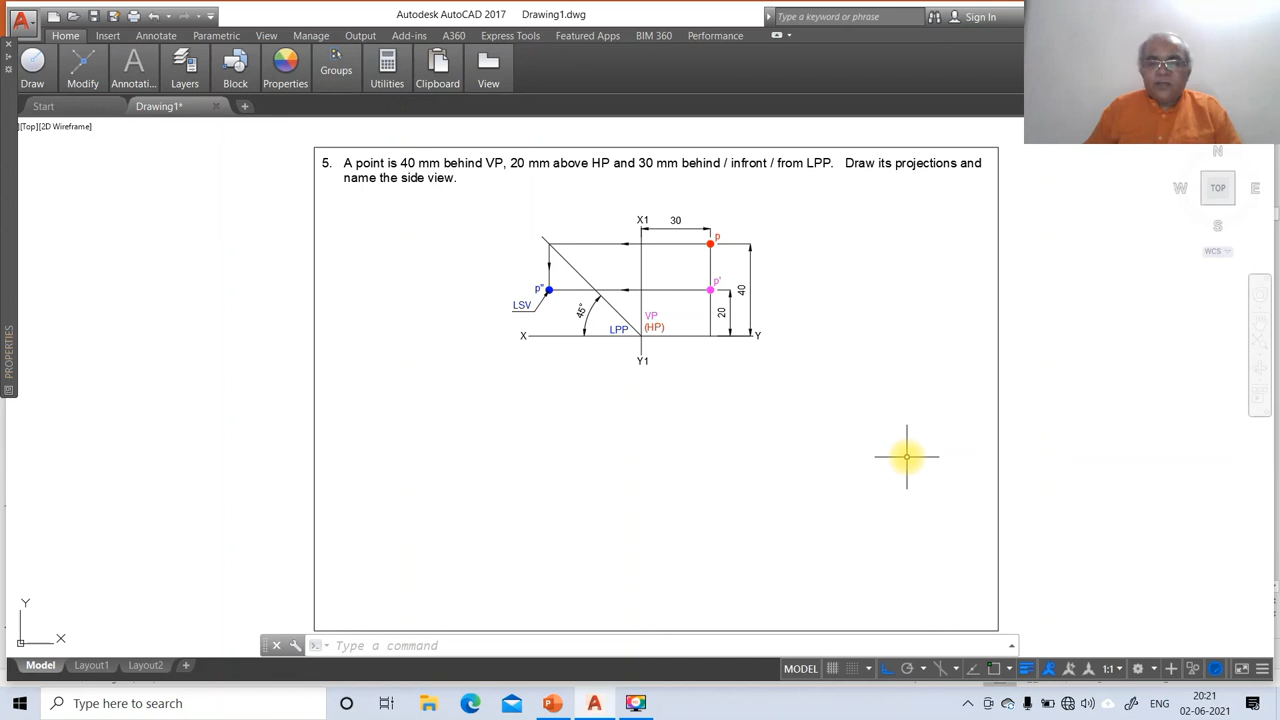 Autodesk AutoCAD 2017 Drawing1.dwg
Type a keyword or phrase
Sign In
Home Insert Annotate Parametric View Manage Output Add-ins A360 Express Tools Featured Apps BIM 360 Performance
Draw Modify Annotati... Layers Block Properties Groups Utilities Clipboard View
Start Drawing1*
[Top][2D Wireframe]
5. A point is 40 mm behind VP, 20 mm above HP and 30 mm behind / infront / from LPP. Draw its projections and
name the side view.
X1 30
p
p'
p"
LSV
45°
40
20
VP
(HP)
LPP
X Y
Y1
N
W TOP E
S
WCS
PROPERTIES
Y
X
Type a command
Model Layout1 Layout2
MODEL 1:1
Type here to search
ENG
20:21
02-06-2021